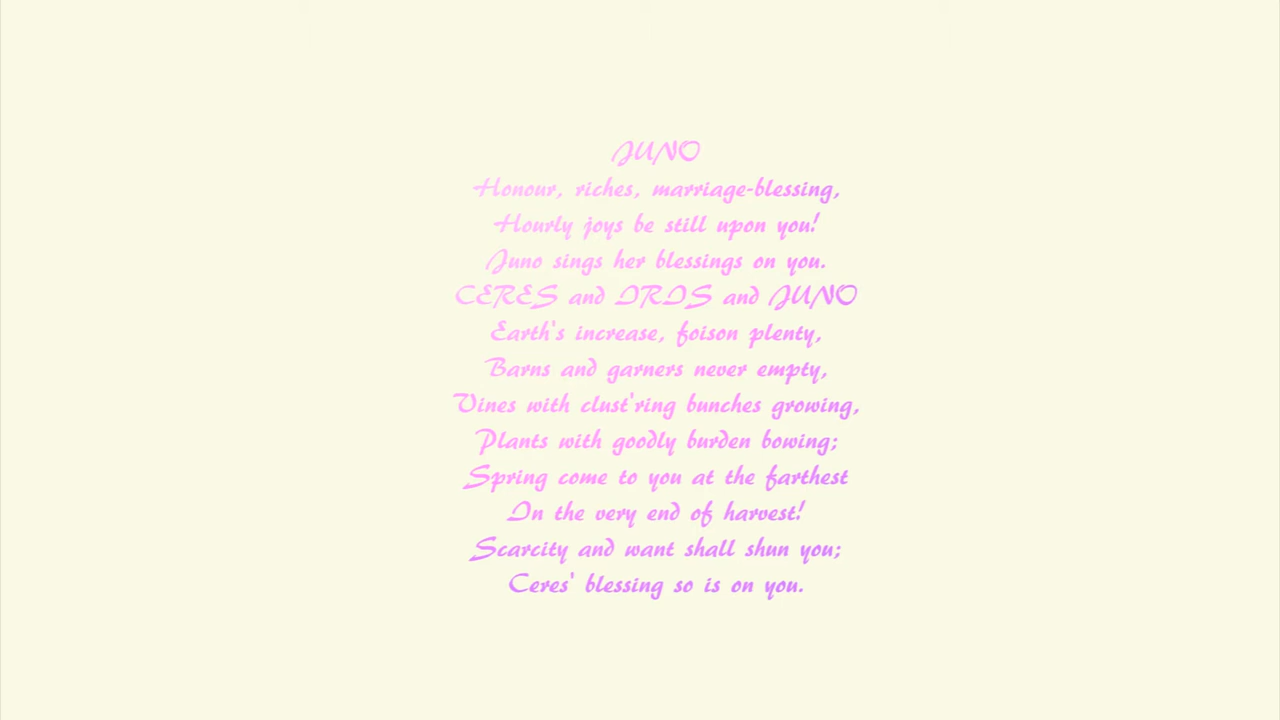 JUNO
Honour, riches, marriage-blessing,
Hourly joys be still upon you!
Juno sings her blessings on you.
CERES and IRIS and JUNO
Earth's increase, foison plenty,
Barns and garners never empty,
Vines with clust'ring bunches growing,
Plants with goodly burden bowing;
Spring come to you at the farthest
In the very end of harvest!
Scarcity and want shall shun you;
Ceres' blessing so is on you.